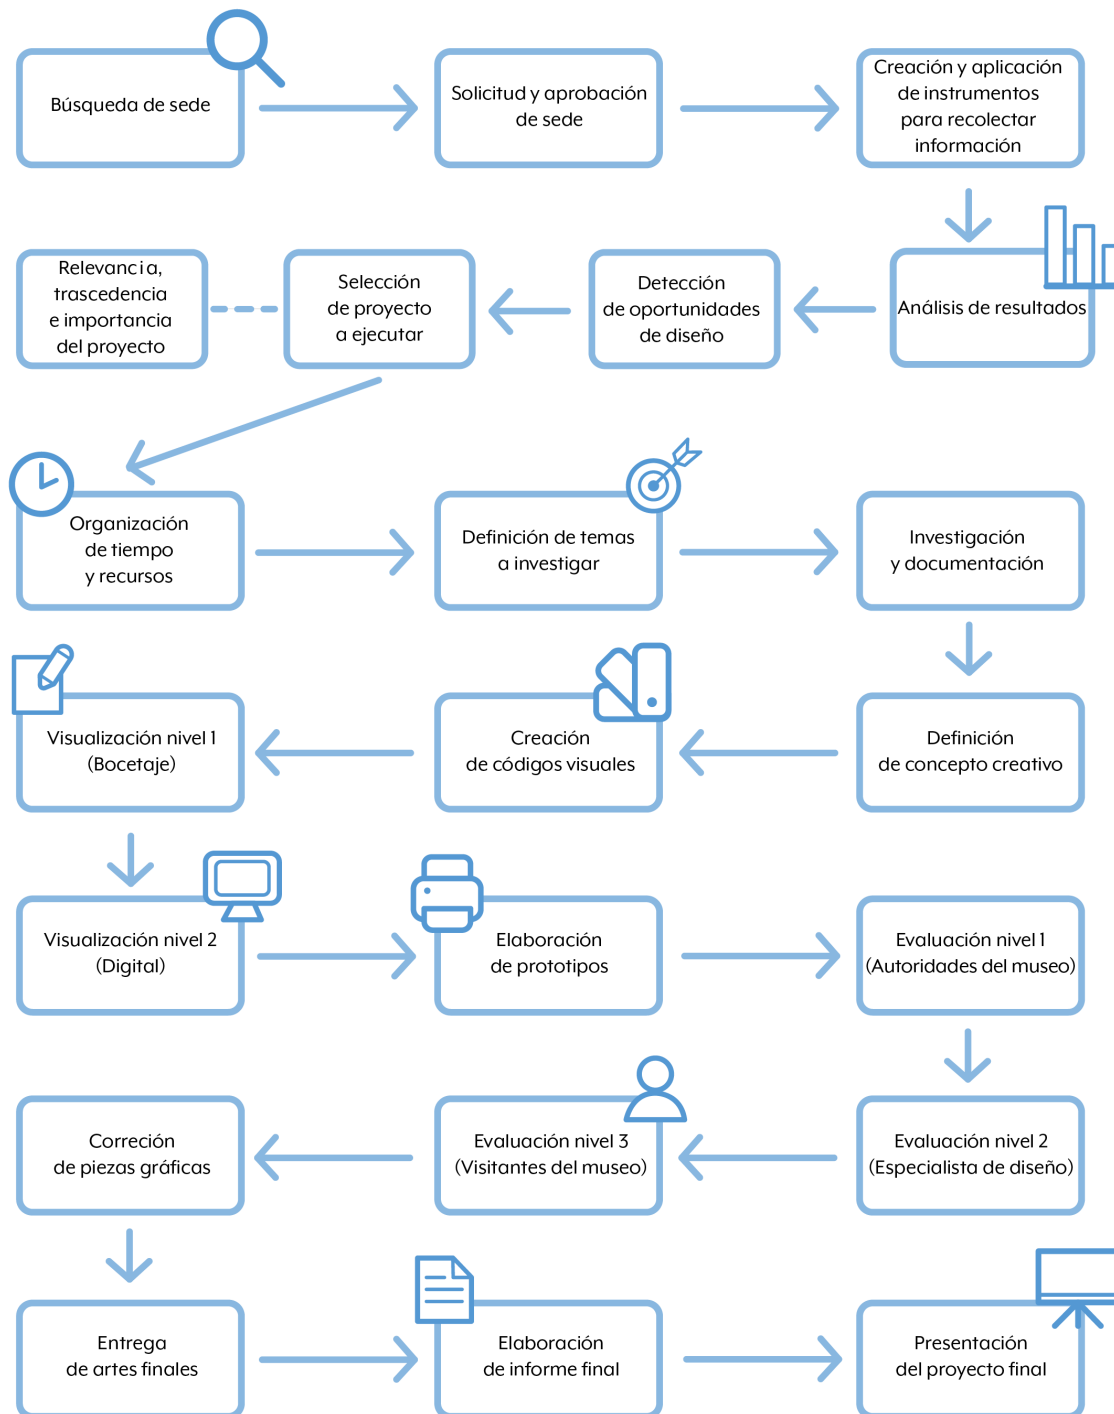 Búsqueda de sede
Solicitud y aprobación
de sede
Creación y aplicación
de instrumentos
para recolectar
información
Análisis de resultados
Detección
de oportunidades
de diseño
Selección
de proyecto
a ejecutar
Relevancia,
trascedencia
e importancia
del proyecto
Organización
de tiempo
y recursos
Definición de temas
a investigar
Investigación
y documentación
Definición
de concepto creativo
Creación
de códigos visuales
Visualización nivel 1
(Bocetaje)
Visualización nivel 2
(Digital)
Elaboración
de prototipos
Evaluación nivel 1
(Autoridades del museo)
Evaluación nivel 2
(Especialista de diseño)
Evaluación nivel 3
(Visitantes del museo)
Correción
de piezas gráficas
Entrega
de artes finales
Elaboración
de informe final
Presentación
del proyecto final